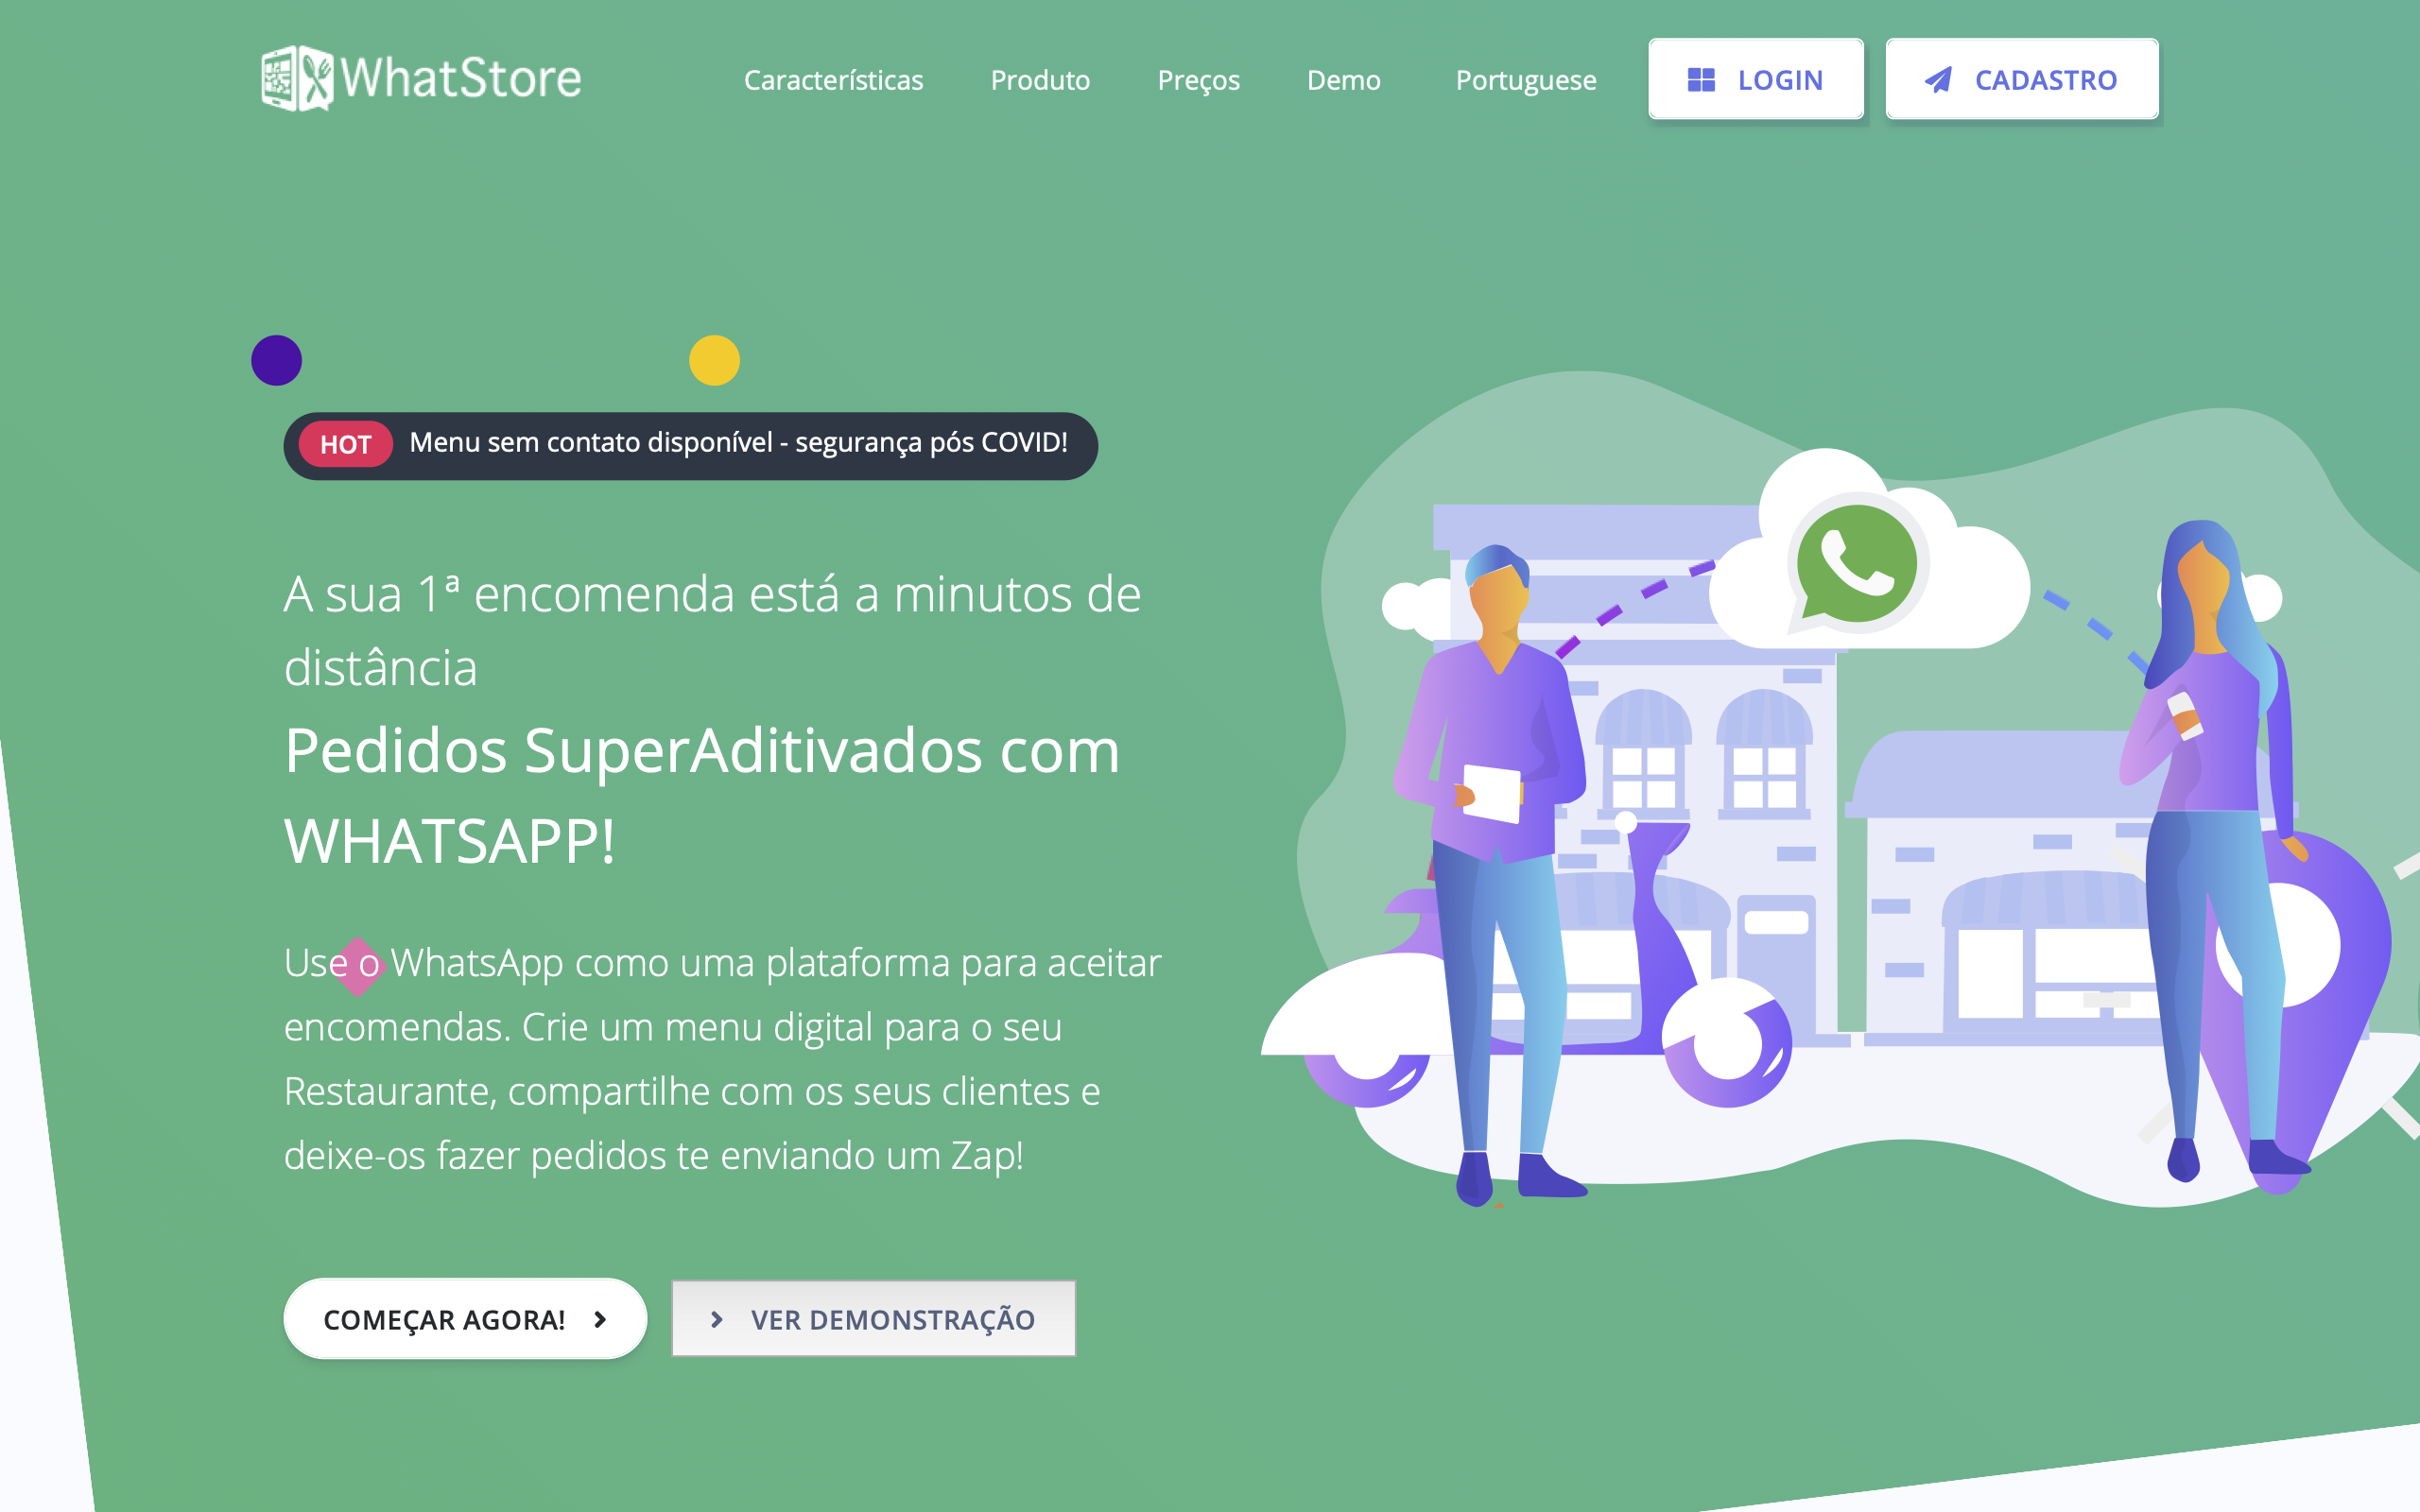 WhatStore
Características
Produto
Preços
Demo
Portuguese
LOGIN
CADASTRO
HOT Menu sem contato disponível - segurança pós COVID!
A sua 1ª encomenda está a minutos de
distância
Pedidos SuperAditivados com
WHATSAPP!
Use o WhatsApp como uma plataforma para aceitar
encomendas. Crie um menu digital para o seu
Restaurante, compartilhe com os seus clientes e
deixe-os fazer pedidos te enviando um Zap!
COMEÇAR AGORA!
VER DEMONSTRAÇÃO